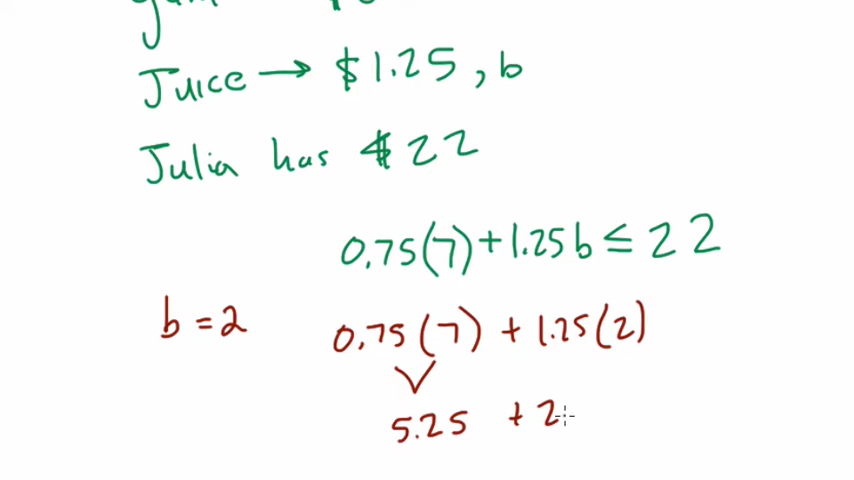 Juice → $1.25, b
Julia has $22
0.75(7)+1.25b ≤ 22
b = 2 0.75(7) + 1.25(2)
5.25 + 2